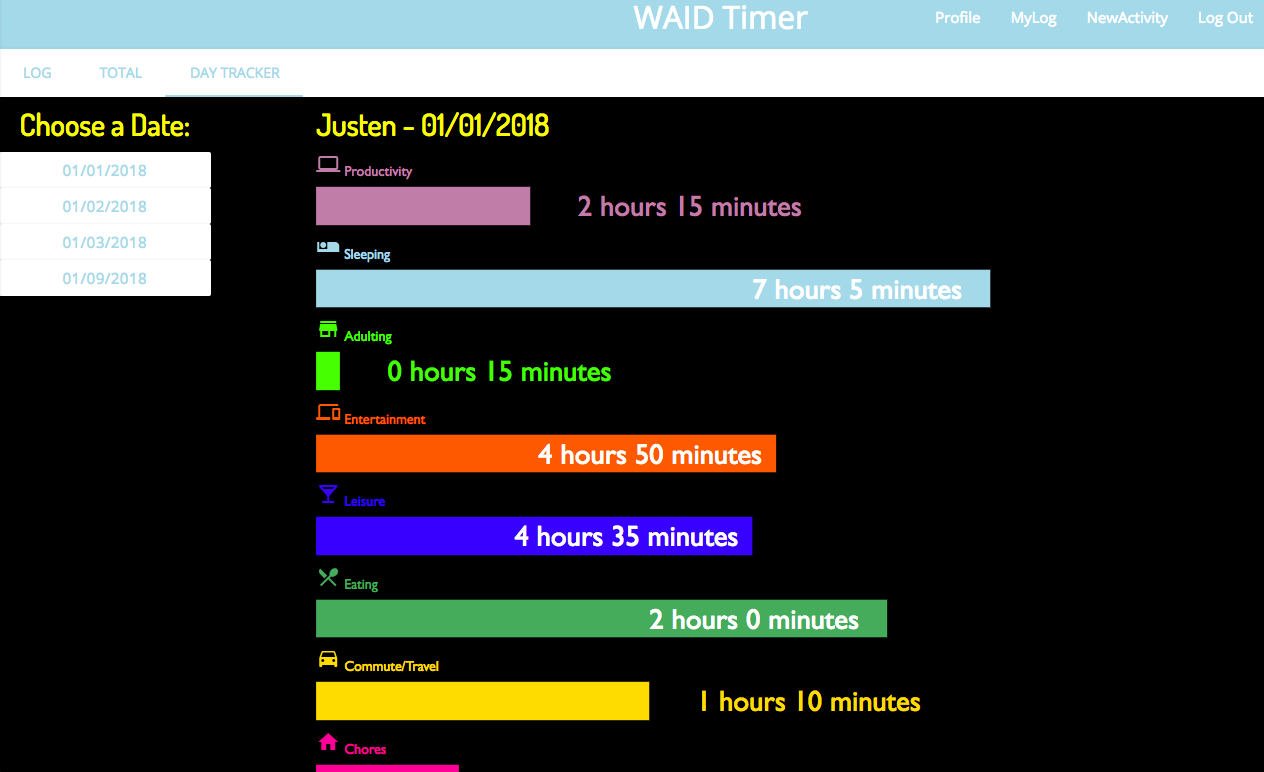 WAID Timer
Profile MyLog NewActivity Log Out
LOG TOTAL DAY TRACKER
Choose a Date:
01/01/2018
01/02/2018
01/03/2018
01/09/2018
Justen - 01/01/2018
Productivity
2 hours 15 minutes
Sleeping
7 hours 5 minutes
Adulting
0 hours 15 minutes
Entertainment
4 hours 50 minutes
Leisure
4 hours 35 minutes
Eating
2 hours 0 minutes
Commute/Travel
1 hours 10 minutes
Chores